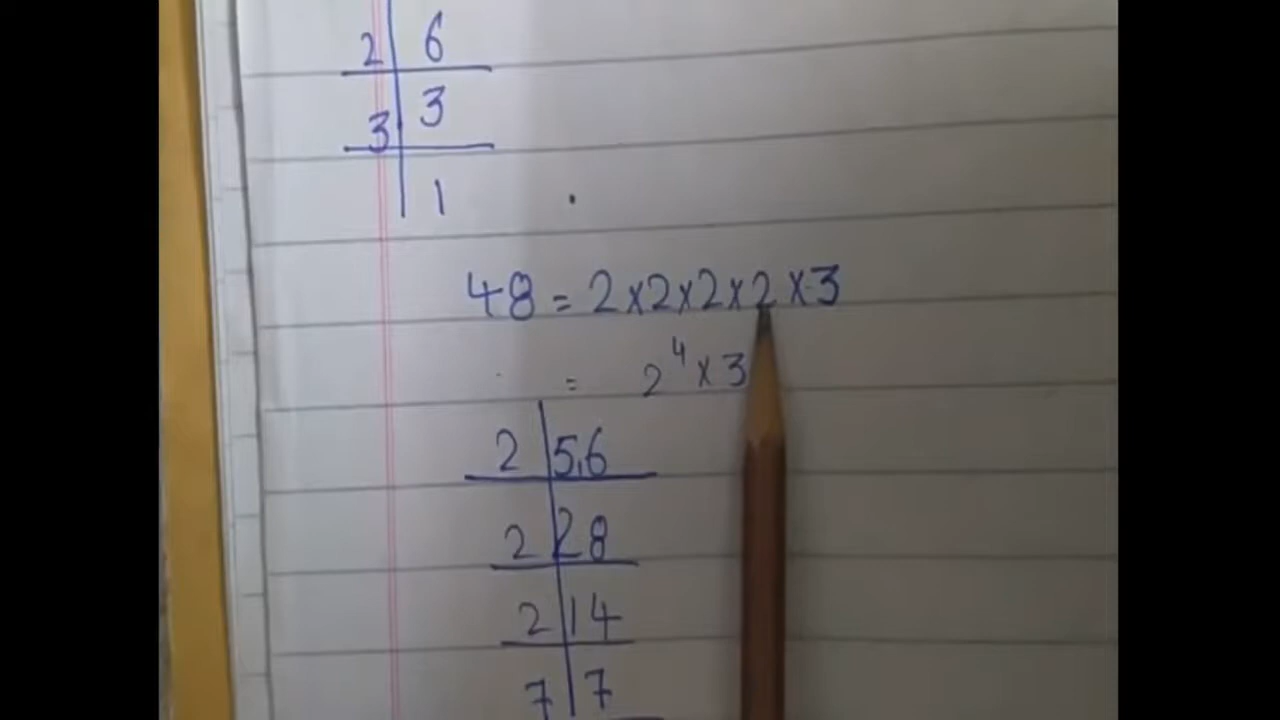 2 | 6
3 | 3
1
48 = 2×2×2×2×3
= 2⁴×3
2 | 56
2 | 28
2 | 14
7 | 7